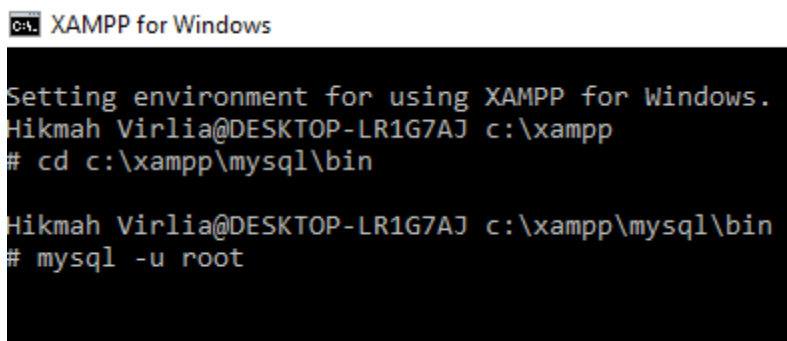 C:\. XAMPP for Windows
Setting environment for using XAMPP for Windows.
Hikmah Virlia@DESKTOP-LR1G7AJ c:\xampp
# cd c:\xampp\mysql\bin
Hikmah Virlia@DESKTOP-LR1G7AJ c:\xampp\mysql\bin
# mysql -u root